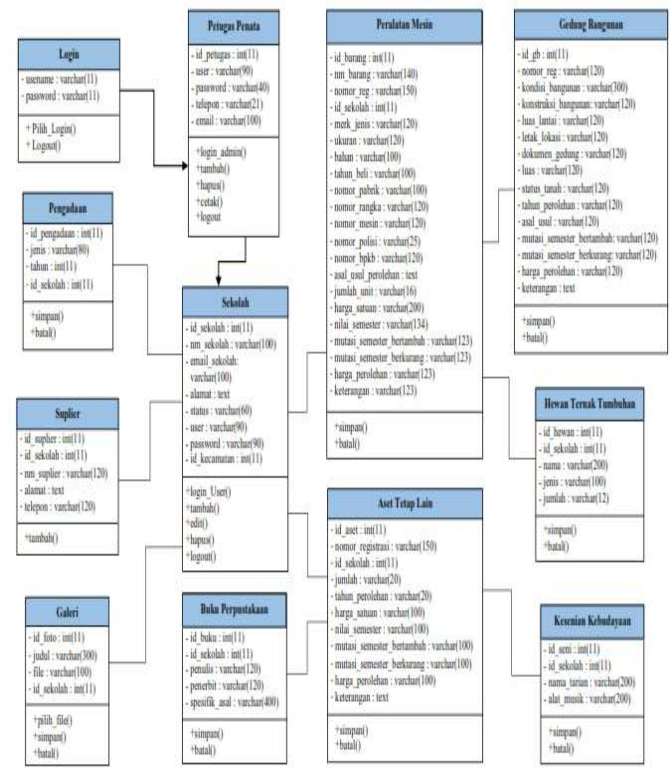 Login
- usename : varchar(11)
- password : varchar(11)
+ Pilih_Login()
+ Logout()
Petugas Penata
- id_petugas : int(11)
- user : varchar(90)
- password : varchar(40)
- telepon : varchar(21)
- email : varchar(100)
+login_admin()
+tambah()
+hapus()
+cetak()
+logout
Peralatan Mesin
- id_barang : int(11)
- nm_barang : varchar(140)
- nomor_reg : varchar(150)
- id_sekolah : int(11)
- merk_jenis : varchar(120)
- ukuran : varchar(120)
- bahan : varchar(100)
- tahun_beli : varchar(100)
- nomor_pabrik : varchar(100)
- nomor_rangka : varchar(120)
- nomor_mesin : varchar(120)
- nomor_polisi : varchar(25)
- nomor_bpkb : varchar(120)
- asal_usul_perolehan : text
- jumlah_unit : varchar(16)
- harga_satuan : varchar(200)
- nilai_semester : varchar(134)
- mutasi_semester_bertambah : varchar(123)
- mutasi_semester_berkurang : varchar(123)
- harga_perolehan : varchar(123)
- keterangan : varchar(123)
+simpan()
+batal()
Gedung Bangunan
- id_gb : int(11)
- nomor_reg : varchar(120)
- kondisi_bangunan : varchar(300)
- konstruksi_bangunan : varchar(120)
- luas_lantai : varchar(120)
- letak_lokasi : varchar(120)
- dokumen_gedung : varchar(120)
- luas : varchar(120)
- status_tanah : varchar(120)
- tahun_perolehan : varchar(120)
- asal_usul : varchar(120)
- mutasi_semester_bertambah : varchar(120)
- mutasi_semester_berkurang: varchar(120)
- harga_perolehan : varchar(120)
- keterangan : text
+simpan()
+batal()
Pengadaan
- id_pengadaan : int(11)
- jenis : varchar(80)
- tahun : int(11)
- id_sekolah : int(11)
+simpan()
+batal()
Sekolah
- id_sekolah : int(11)
- nm_sekolah : varchar(100)
- email_sekolah:
varchar(100)
- alamat : text
- status : varchar(60)
- user : varchar(90)
- password : varchar(90)
- id_kecamatan : int(11)
+login_User()
+tambah()
+edit()
+hapus()
+logout()
Suplier
- id_suplier : int(11)
- id_sekolah : int(11)
- nm_suplier : varchar(120)
- alamat : text
- telepon : varchar(120)
+tambah()
Hewan Ternak Tumbuhan
- id_hewan : int(11)
- id_sekolah : int(11)
- nama : varchar(200)
- jenis : varchar(100)
- jumlah : varchar(12)
+simpan()
+batal()
Aset Tetap Lain
- id_aset : int(11)
- nomor_registrasi : varchar(150)
- id_sekolah : int(11)
- jumlah : varchar(20)
- tahun_perolehan : varchar(20)
- harga_satuan : varchar(100)
- nilai_semester : varchar(100)
- mutasi_semester_bertambah : varchar(100)
- mutasi_semester_berkurang : varchar(100)
- harga_perolehan : varchar(100)
- keterangan : text
+simpan()
+batal()
Galeri
- id_foto : int(11)
- judul : varchar(300)
- file : varchar(100)
- id_sekolah : int(11)
+pilih_file()
+simpan()
+batal()
Buku Perpustakaan
- id_buku : int(11)
- id_sekolah : int(11)
- penulis : varchar(120)
- penerbit : varchar(120)
- spesifik_asal : varchar(400)
+simpan()
+batal()
Kesenian Kebudayaan
- id_seni : int(11)
- id_sekolah : int(11)
- nama_tarian : varchar(200)
- alat_musik : varchar(200)
+simpan()
+batal()